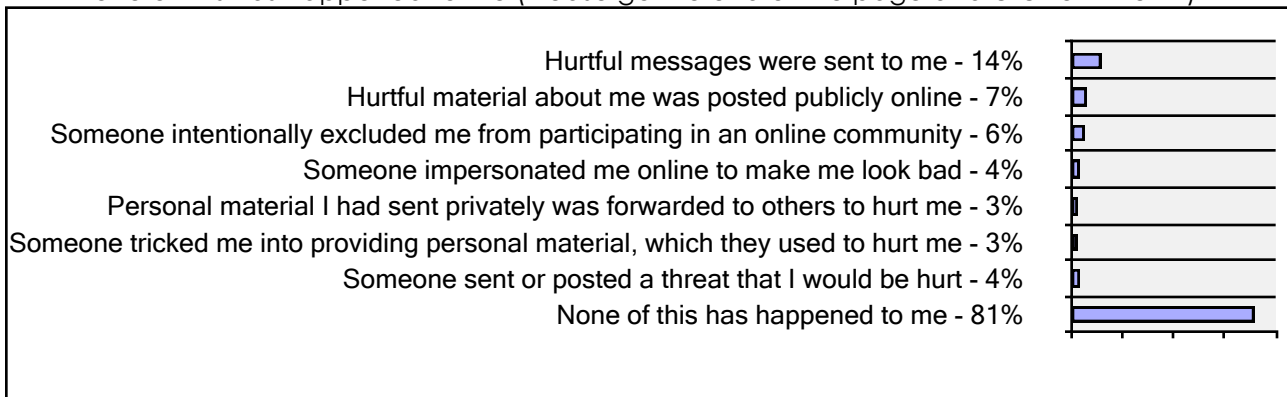 Hurtful messages were sent to me - 14%
Hurtful material about me was posted publicly online - 7%
Someone intentionally excluded me from participating in an online community - 6%
Someone impersonated me online to make me look bad - 4%
Personal material I had sent privately was forwarded to others to hurt me - 3%
Someone tricked me into providing personal material, which they used to hurt me - 3%
Someone sent or posted a threat that I would be hurt - 4%
None of this has happened to me - 81%